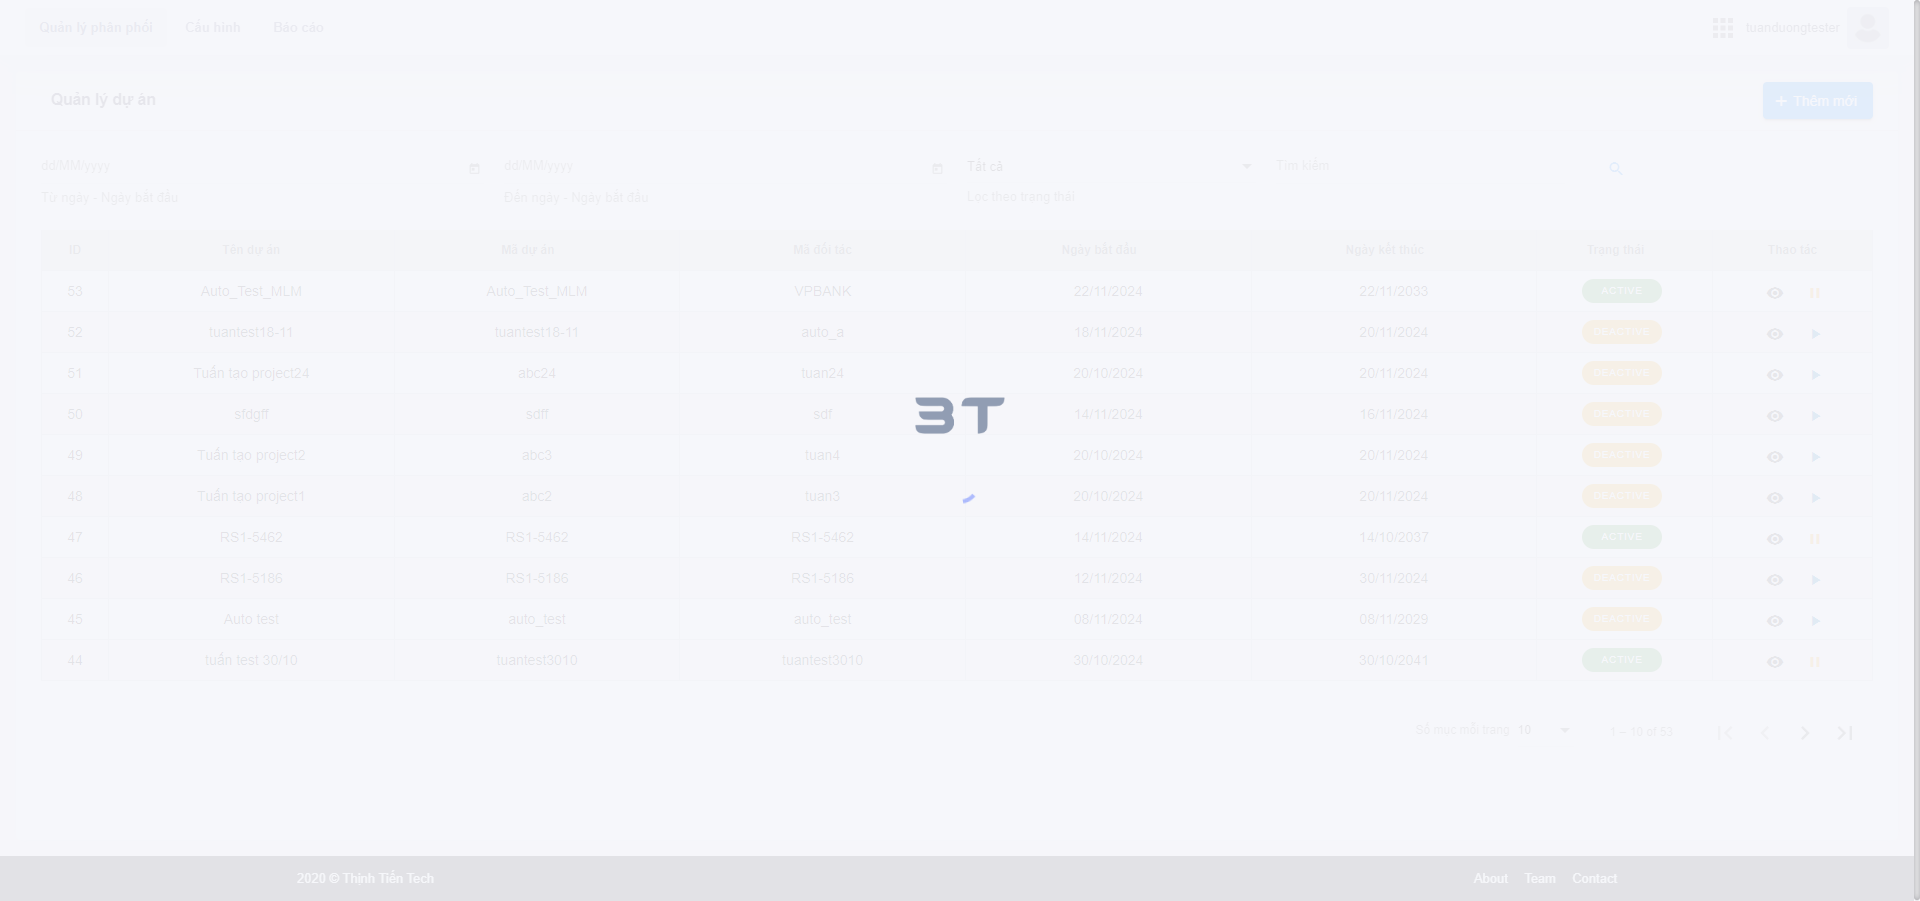 Quản lý phân phối Cấu hình Báo cáo tuanduongtester
Quản lý dự án + Thêm mới
dd/MM/yyyy dd/MM/yyyy Tất cả Tìm kiếm
Từ ngày - Ngày bắt đầu Đến ngày - Ngày bắt đầu Lọc theo trạng thái
ID Tên dự án Mã dự án Mã đối tác Ngày bắt đầu Ngày kết thúc Trạng thái Thao tác
53 Auto_Test_MLM Auto_Test_MLM VPBANK 22/11/2024 22/11/2033 ACTIVE
52 tuantest18-11 tuantest18-11 auto_a 18/11/2024 20/11/2024 DEACTIVE
51 Tuấn tao project24 abc24 tuan24 20/10/2024 20/11/2024 DEACTIVE
50 sfdgff sdff sdf 14/11/2024 16/11/2024 DEACTIVE
3T
49 Tuấn tao project2 abc3 tuan4 20/10/2024 20/11/2024 DEACTIVE
48 Tuấn tao project1 abc2 tuan3 20/10/2024 20/11/2024 DEACTIVE
47 RS1-5462 RS1-5462 RS1-5462 14/11/2024 14/10/2037 ACTIVE
46 RS1-5186 RS1-5186 RS1-5186 12/11/2024 30/11/2024 DEACTIVE
45 Auto test auto_test auto_test 08/11/2024 08/11/2029 DEACTIVE
44 tuấn test 30/10 tuantest3010 tuantest3010 30/10/2024 30/10/2041 ACTIVE
Số mục mỗi trang 10 1 – 10 of 53
2020 © Thịnh Tiến Tech About Team Contact